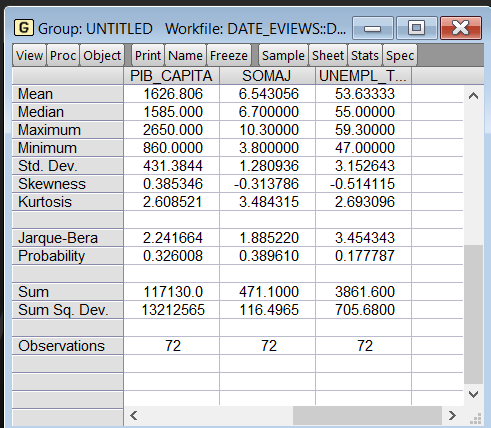 G Group: UNTITLED Workfile: DATE_EVIEWS::D...
View Proc Object Print Name Freeze Sample Sheet Stats Spec
PIB_CAPITA SOMAJ UNEMPL_T...
Mean 1626.806 6.543056 53.63333
Median 1585.000 6.700000 55.00000
Maximum 2650.000 10.30000 59.30000
Minimum 860.0000 3.800000 47.00000
Std. Dev. 431.3844 1.280936 3.152643
Skewness 0.385346 -0.313786 -0.514115
Kurtosis 2.608521 3.484315 2.693096
Jarque-Bera 2.241664 1.885220 3.454343
Probability 0.326008 0.389610 0.177787
Sum 117130.0 471.1000 3861.600
Sum Sq. Dev. 13212565 116.4965 705.6800
Observations 72 72 72